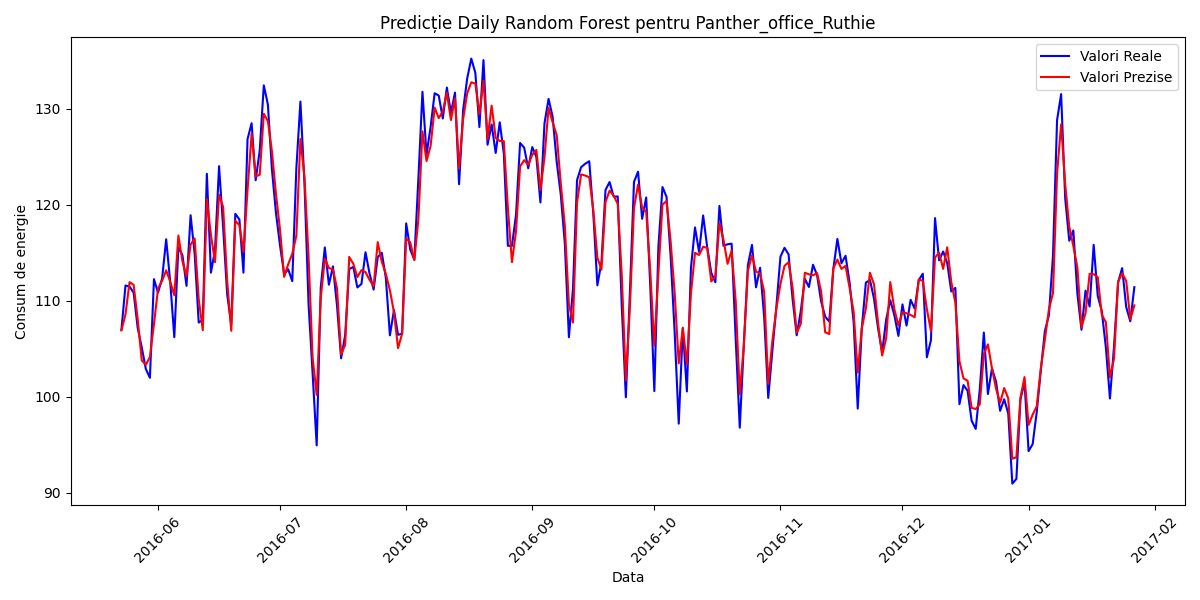 Predicție Daily Random Forest pentru Panther_office_Ruthie
Valori Reale
Valori Prezise
Consum de energie
130
120
110
100
90
2016-06
2016-07
2016-08
2016-09
2016-10
2016-11
2016-12
2017-01
2017-02
Data